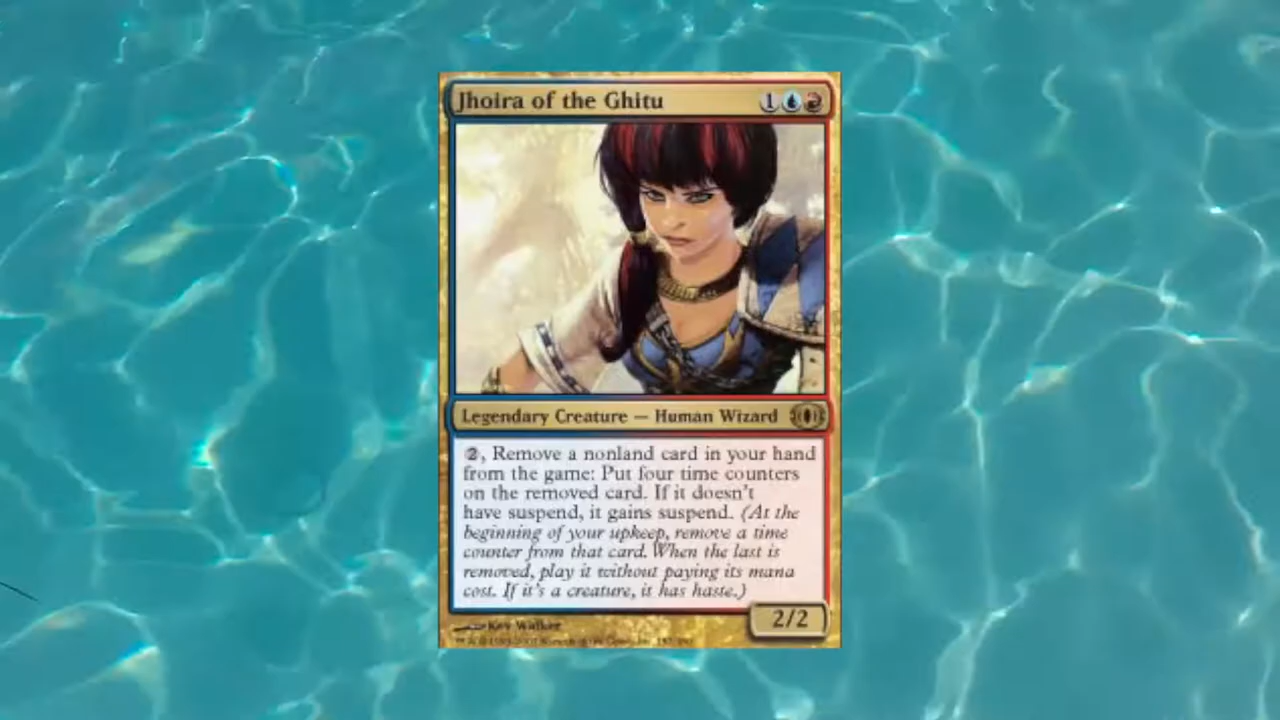 Jhoira of the Ghitu 1
Legendary Creature — Human Wizard
2, Remove a nonland card in your hand
from the game: Put four time counters
on the removed card. If it doesn't
have suspend, it gains suspend. (At the
beginning of your upkeep, remove a time
counter from that card. When the last is
removed, play it without paying its mana
cost. If it's a creature, it has haste.)
2/2
Kev Walker